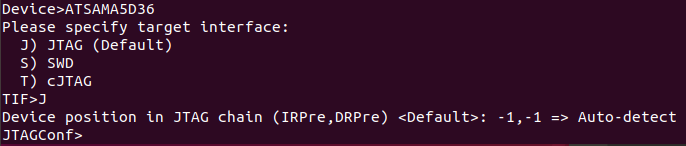 Device>ATSAMA5D36
Please specify target interface:
  J) JTAG (Default)
  S) SWD
  T) cJTAG
TIF>J
Device position in JTAG chain (IRPre,DRPre) <Default>: -1,-1 => Auto-detect
JTAGConf>